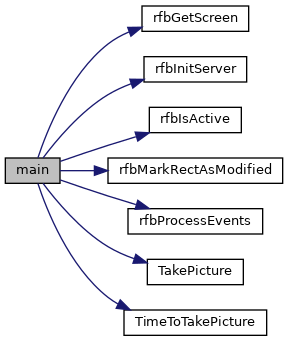 rfbGetScreen
rfbInitServer
rfbIsActive
main
rfbMarkRectAsModified
rfbProcessEvents
TakePicture
TimeToTakePicture